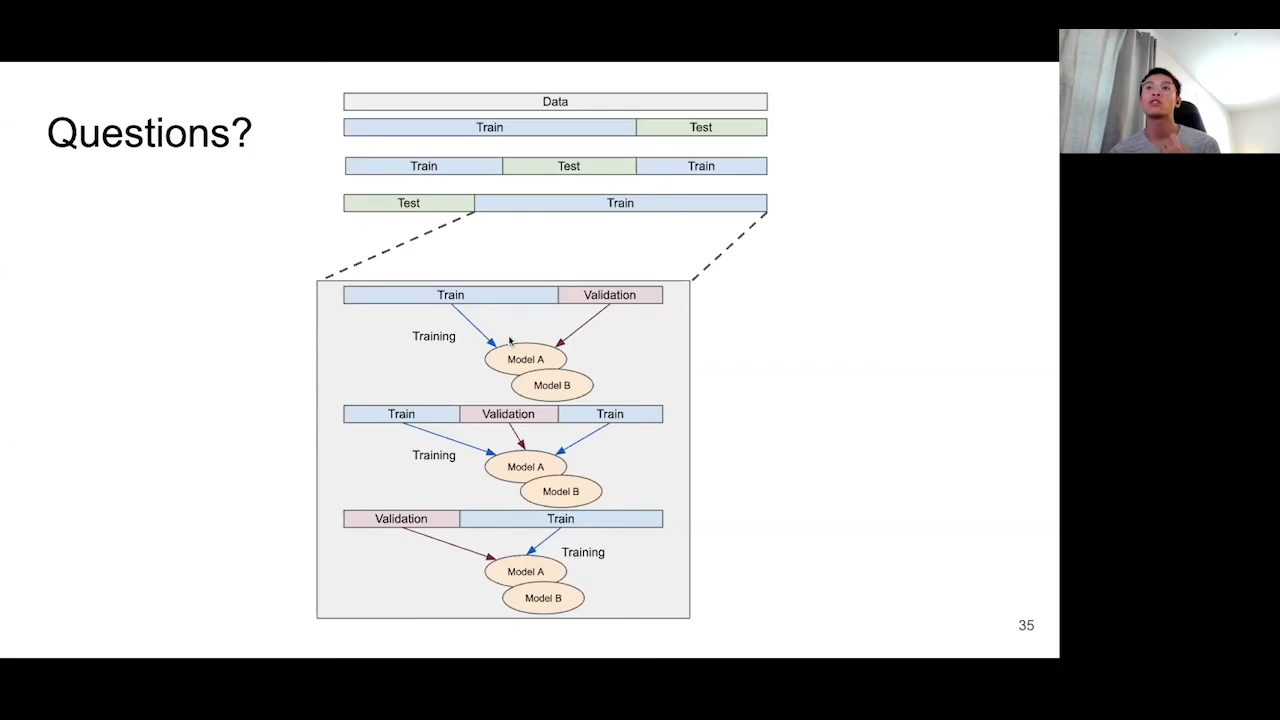 Questions?
Data
Train Test
Train Test Train
Test Train
Train Validation
Training
Model A
Model B
Train Validation Train
Training
Model A
Model B
Validation Train
Training
Model A
Model B
35